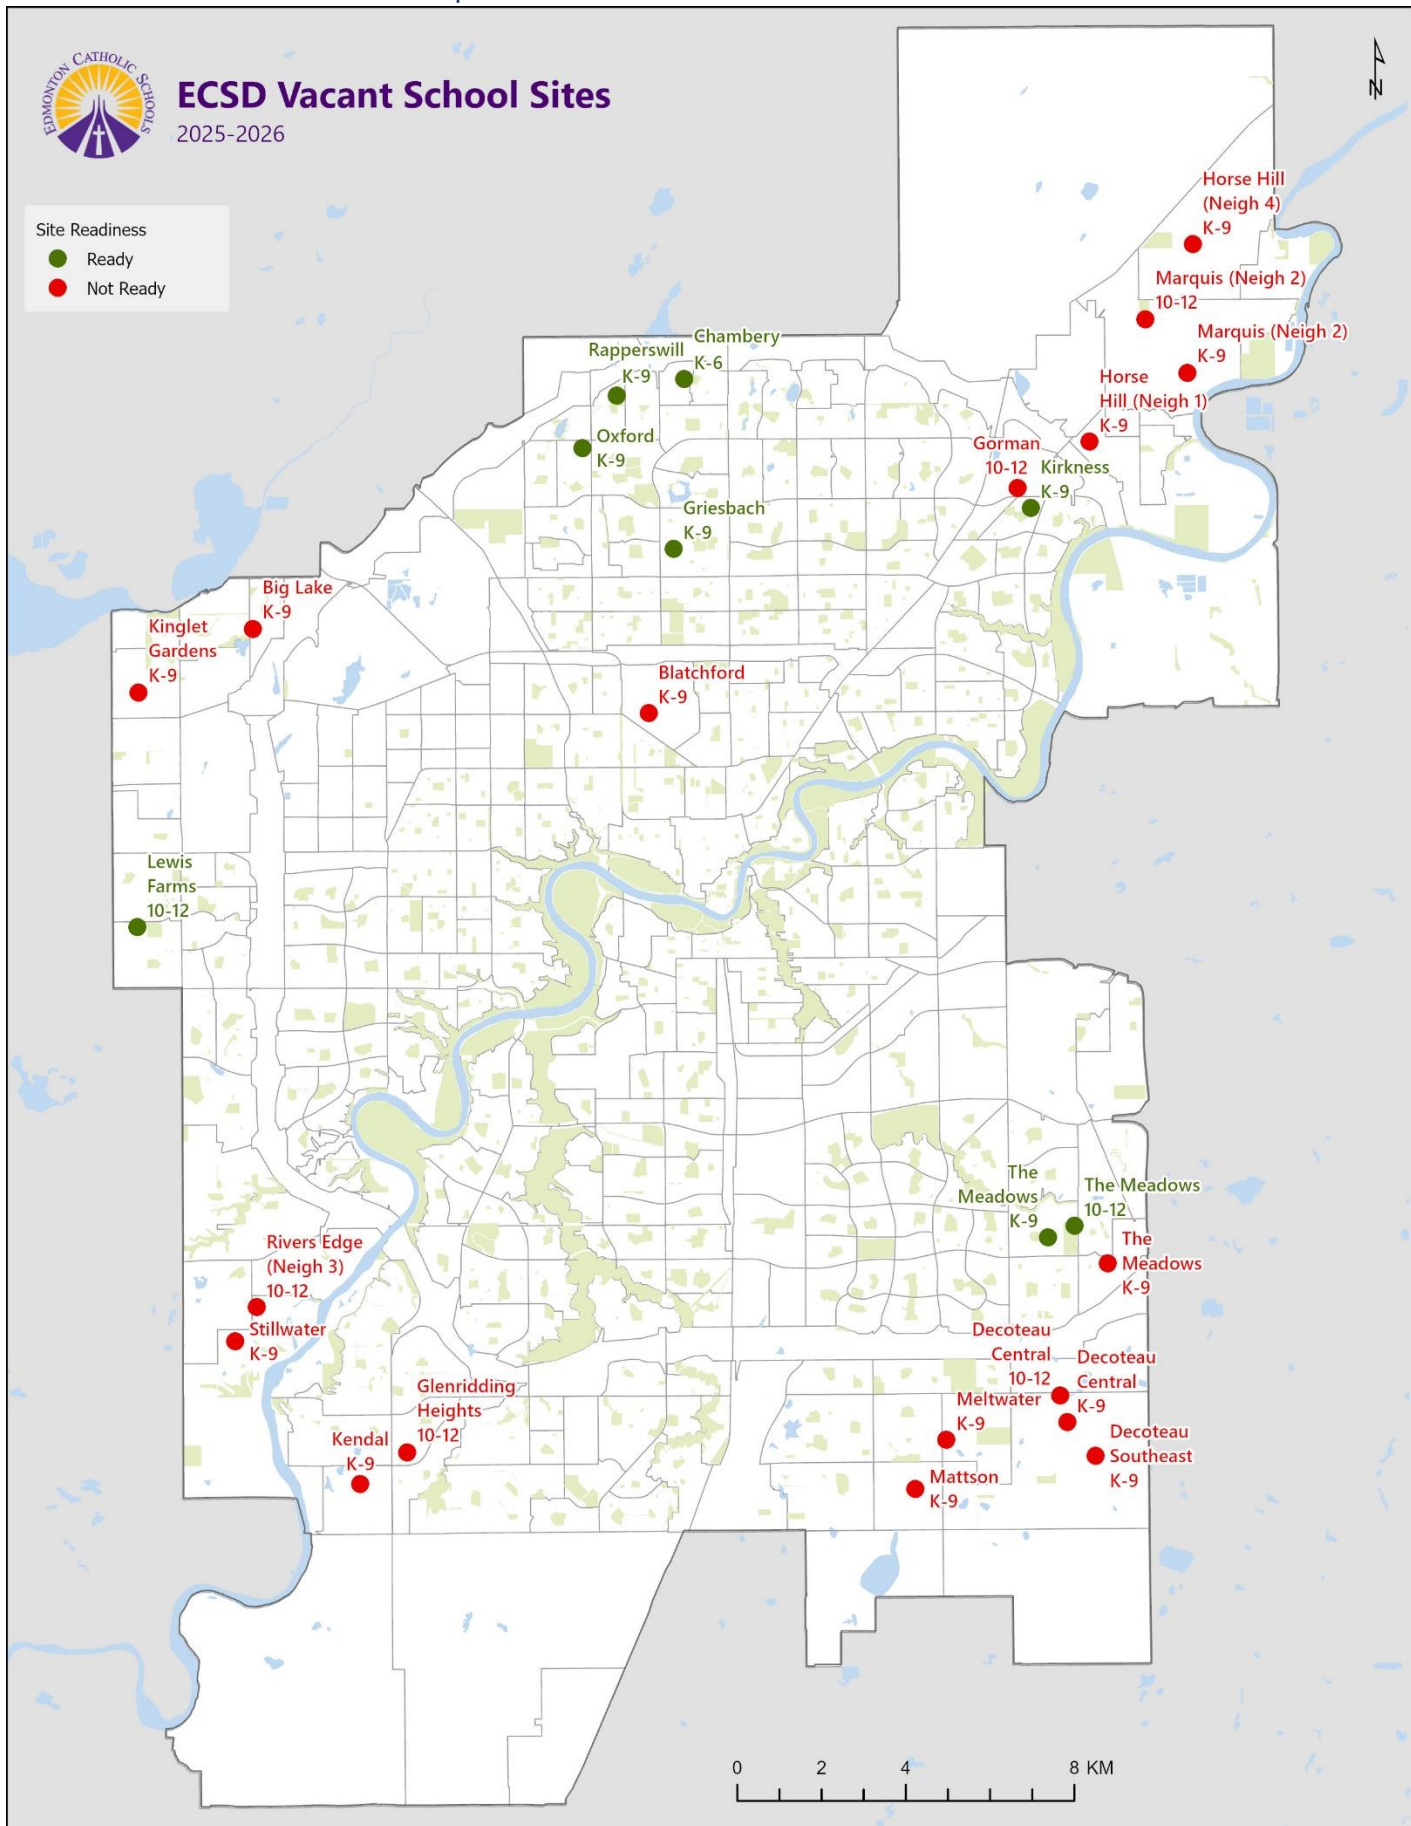 EDMONTON CATHOLIC SCHOOLS
ECSD Vacant School Sites
2025-2026
N
Site Readiness
Ready
Not Ready
Horse Hill
(Neigh 4)
K-9
Marquis (Neigh 2)
10-12
Marquis (Neigh 2)
K-9
Horse
Hill (Neigh 1)
K-9
Chambery
K-6
Rapperswill
K-9
Oxford
K-9
Gorman
10-12
Kirkness
K-9
Griesbach
K-9
Big Lake
K-9
Kinglet
Gardens
K-9
Blatchford
K-9
Lewis
Farms
10-12
The
Meadows
K-9
The Meadows
10-12
The
Meadows
K-9
Rivers Edge
(Neigh 3)
10-12
Stillwater
K-9
Decoteau
Central
10-12
Decoteau
Central
K-9
Glenridding
Heights
10-12
Meltwater
K-9
Kendal
K-9
Decoteau
Southeast
K-9
Mattson
K-9
0 2 4 8 KM